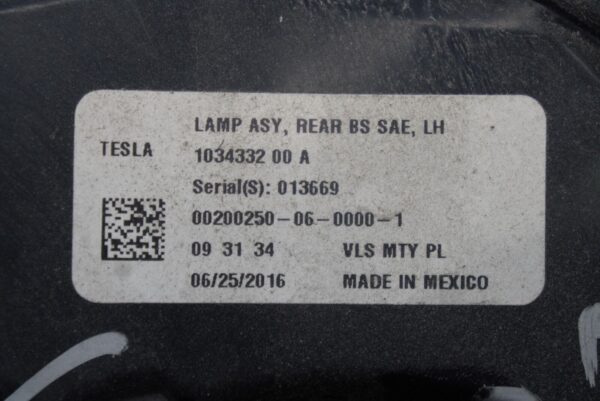 LAMP ASY, REAR BS SAE, LH
TESLA
1034332 00 A
Serial(S): 013669
00200250-06-0000-1
09 31 34 VLS MTY PL
06/25/2016 MADE IN MEXICO